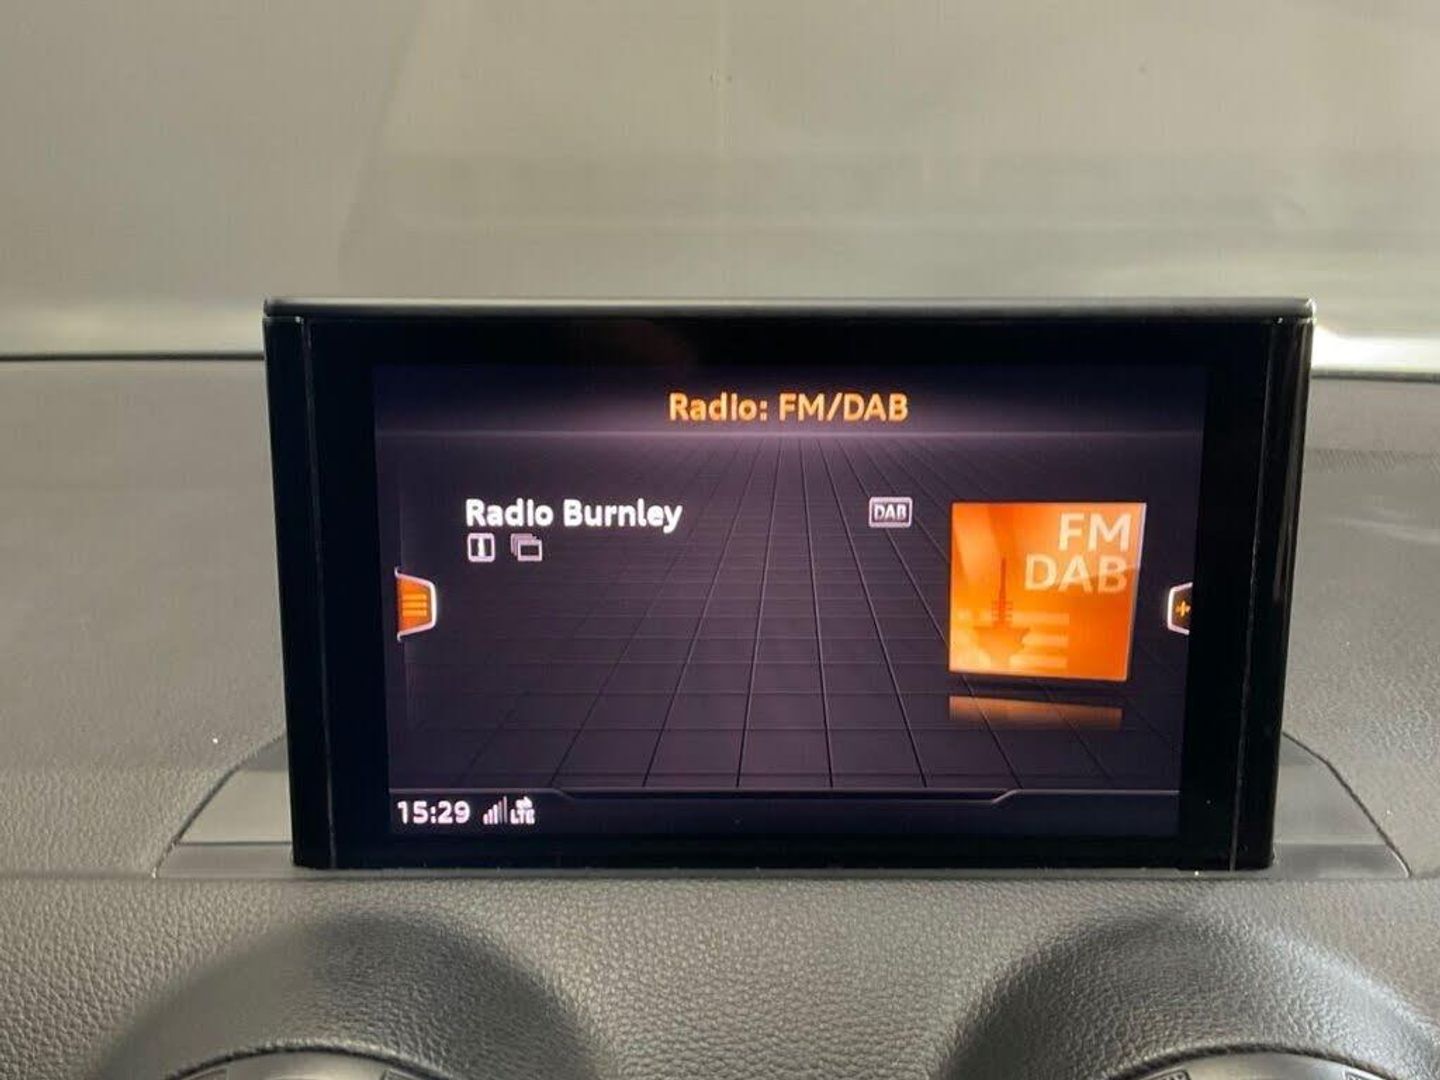 Radio: FM/DAB
Radio Burnley
DAB
FM
DAB
15:29
LTE